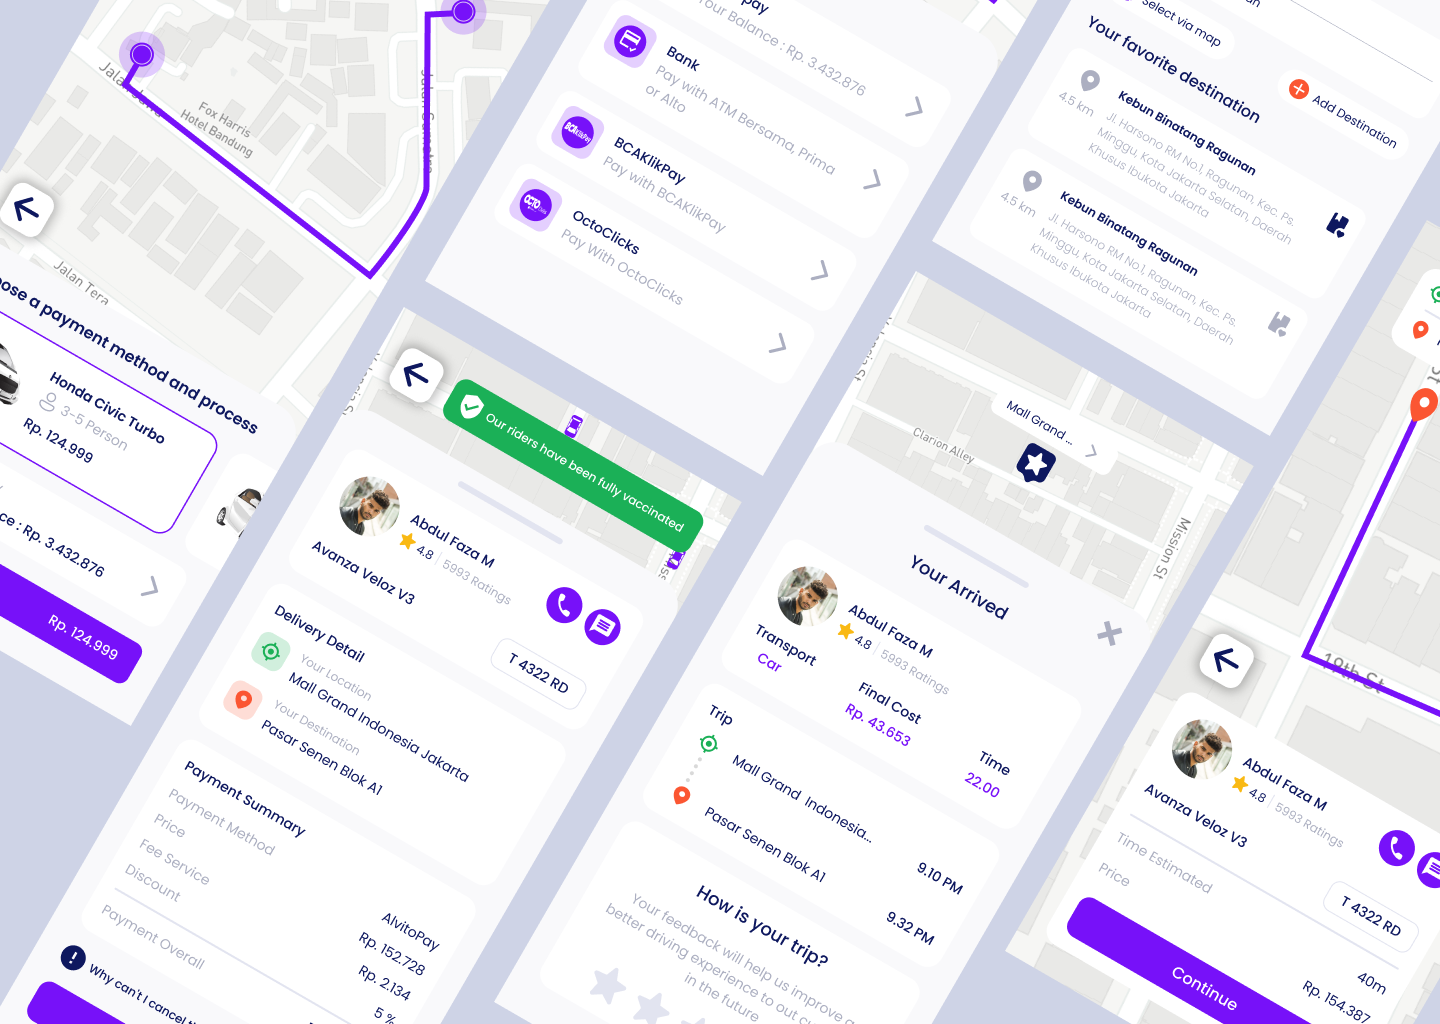 Jalan
Fox Harris
Hotel Bandung
Jalan Tera
Choose a payment method and process
Honda Civic Turbo
3-5 Person
Rp. 124.999
: Rp. 3.432.876
Rp. 124.999
Your Balance : Rp. 3.432.876
Bank
Pay with ATM Bersama, Prima
or Alto
BCAKlikPay
Pay with BCAKlikPay
OctoClicks
Pay With OctoClicks
Select via map
Your favorite destination
Add Destination
4.5 km
Kebun Binatang Ragunan
Jl. Harsono RM No.1, Ragunan, Kec. Ps.
Minggu, Kota Jakarta Selatan, Daerah
Khusus Ibukota Jakarta
4.5 km
Kebun Binatang Ragunan
Jl. Harsono RM No.1, Ragunan, Kec. Ps.
Minggu, Kota Jakarta Selatan, Daerah
Khusus Ibukota Jakarta
Our riders have been fully vaccinated
Abdul Faza M
4.8
5993 Ratings
Avanza Veloz V3
T 4322 RD
Delivery Detail
Your Location
Mall Grand Indonesia Jakarta
Your Destination
Pasar Senen Blok A1
Payment Summary
Payment Method
AlvitoPay
Price
Rp. 152.728
Fee Service
Rp. 2.134
Discount
5 %
Payment Overall
Why can't I cancel
Mall Grand ...
Clarion Alley
Mission St
Your Arrived
Abdul Faza M
4.8
5993 Ratings
Transport
Car
Final Cost
Rp. 43.653
Time
22.00
Trip
Mall Grand Indonesia...
9.10 PM
Pasar Senen Blok A1
9.32 PM
How is your trip?
Your feedback will help us improve a
better driving experience to out
in the future
19th St
Abdul Faza M
4.8
5993 Ratings
Avanza Veloz V3
T 4322 RD
Time Estimated
40m
Price
Rp. 154.387
Continue